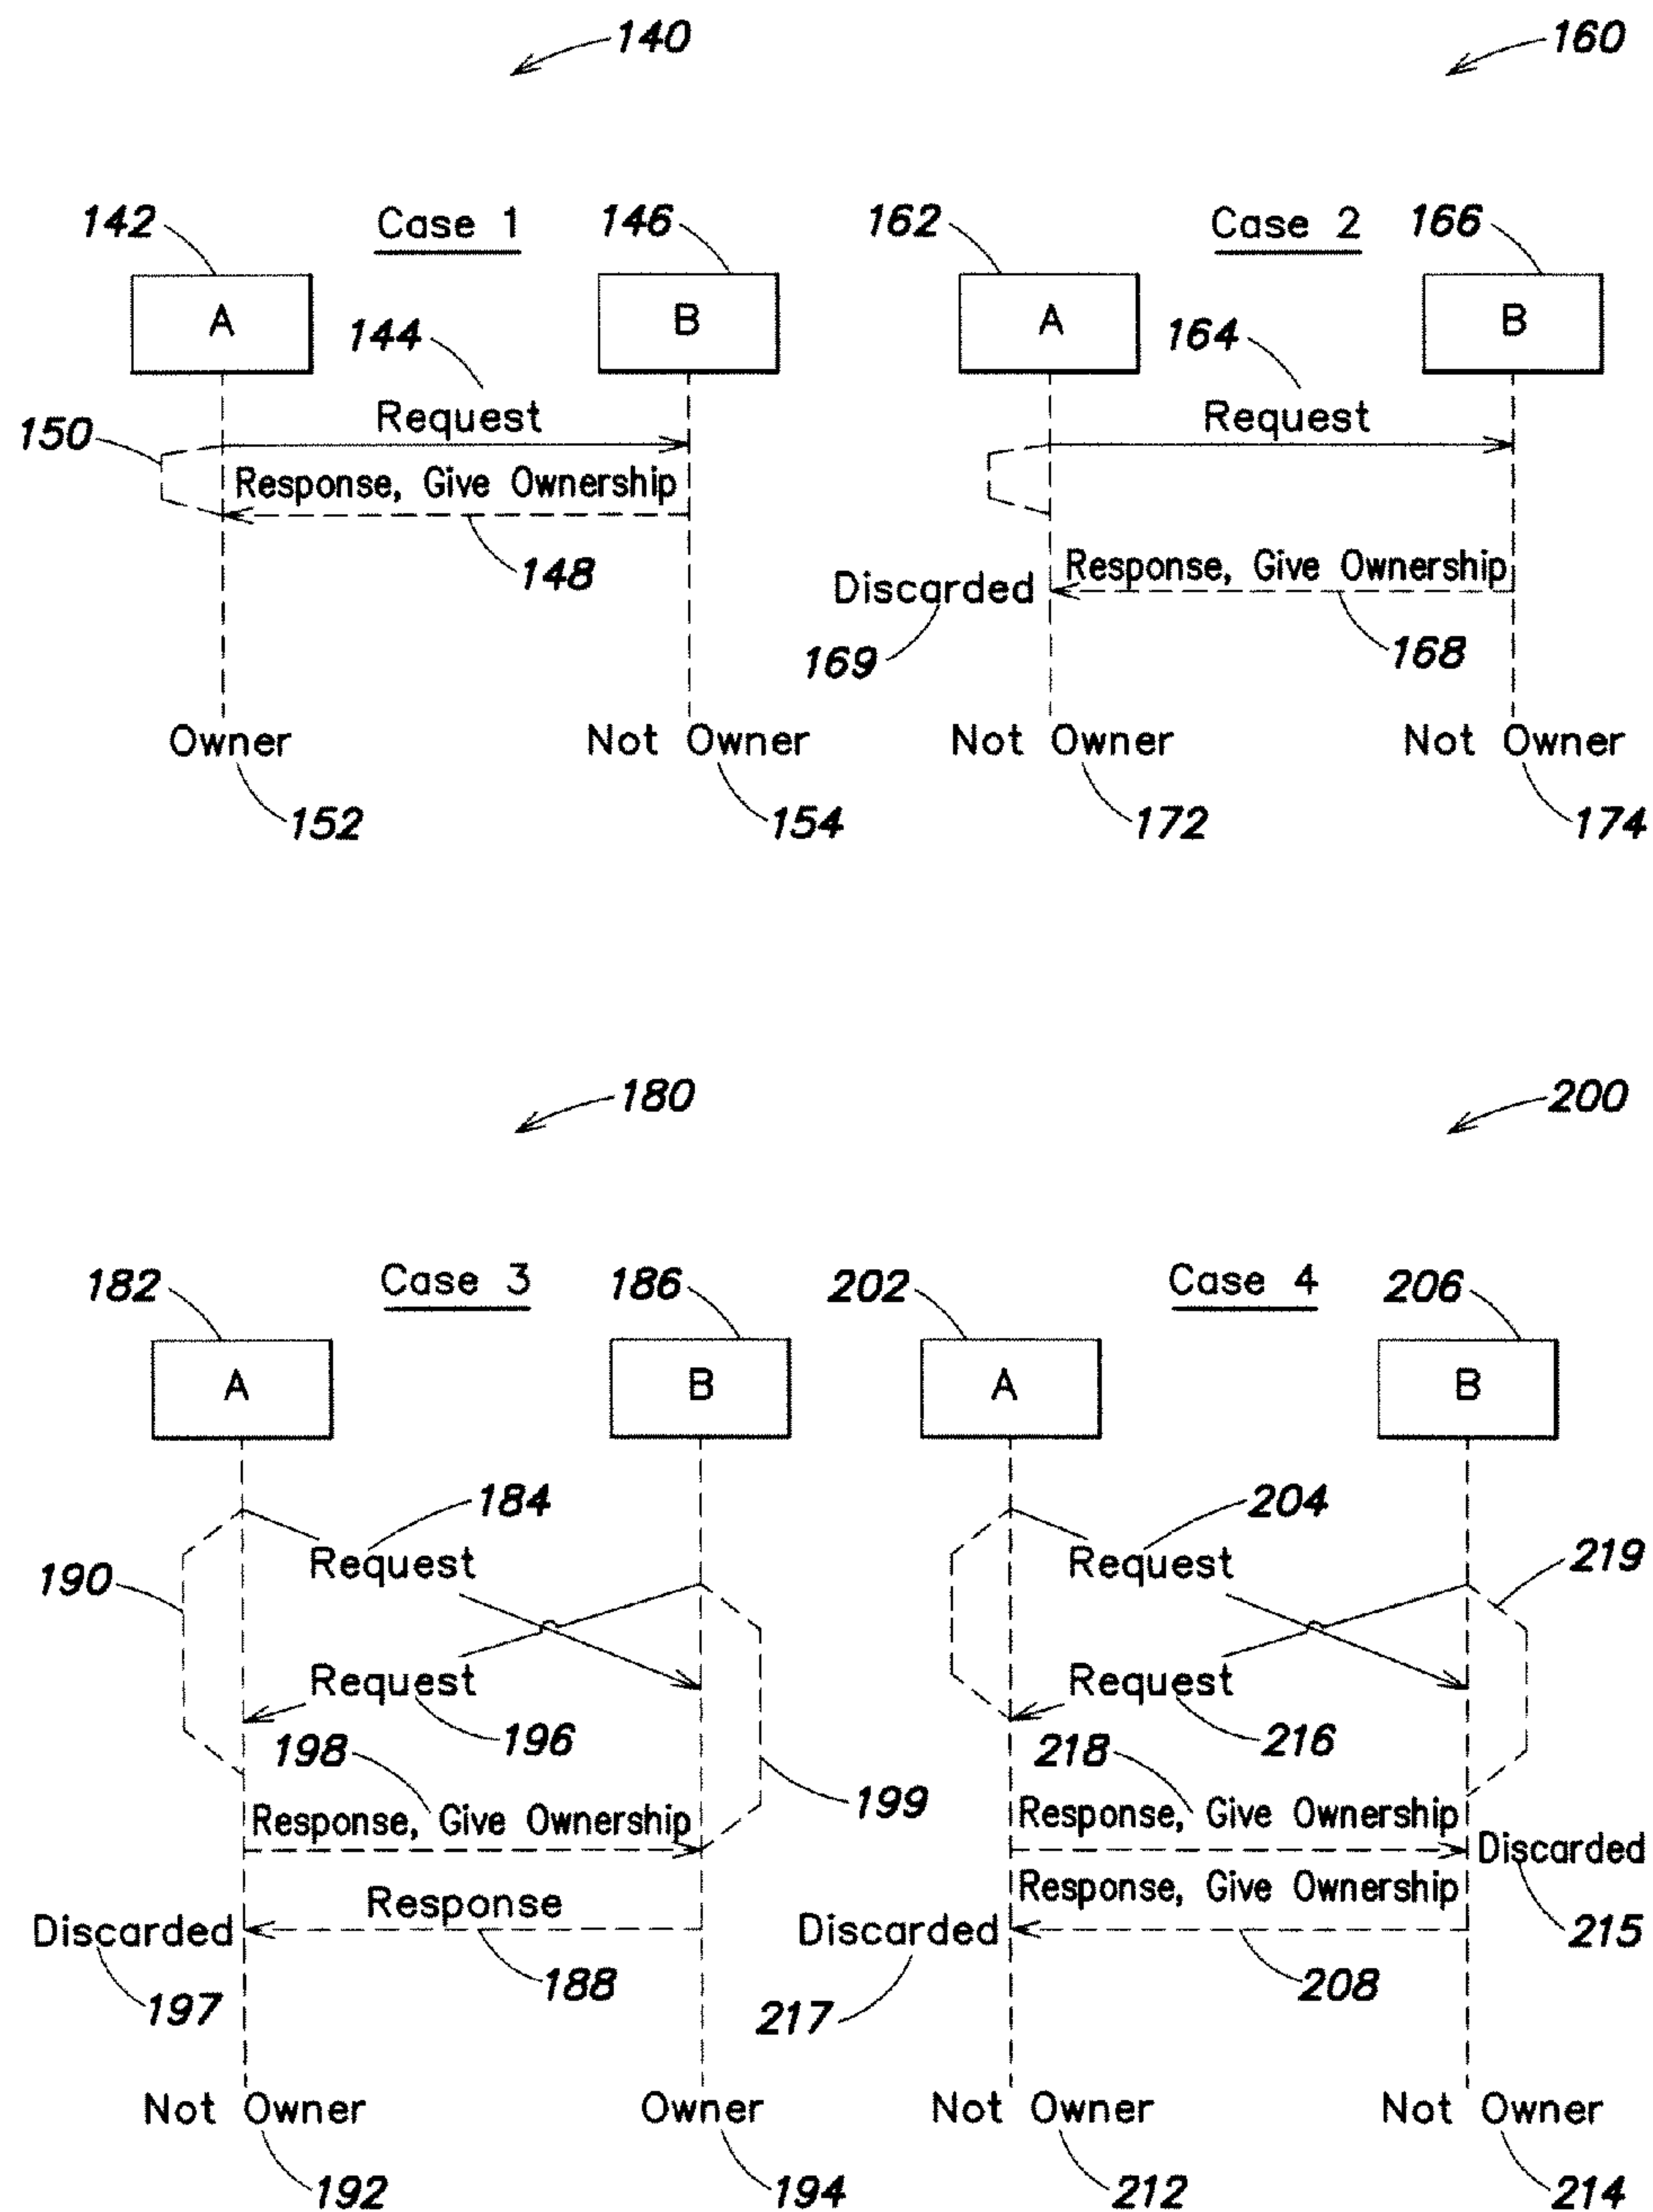 140 160
142 Case 1 146 162 Case 2 166
A B A B
144 164
Request Request
150
Response, Give Ownership
148
Response, Give Ownership
Discarded
169 168
Owner Not Owner Not Owner Not Owner
152 154 172 174
180 200
182 Case 3 186 202 Case 4 206
A B A B
184 204
Request Request
190 219
Request Request
198 196 218 216
199
Response, Give Ownership Response, Give Ownership
Discarded
Response Response, Give Ownership
Discarded Discarded
215
188 208
197 217
Not Owner Owner Not Owner Not Owner
192 194 212 214